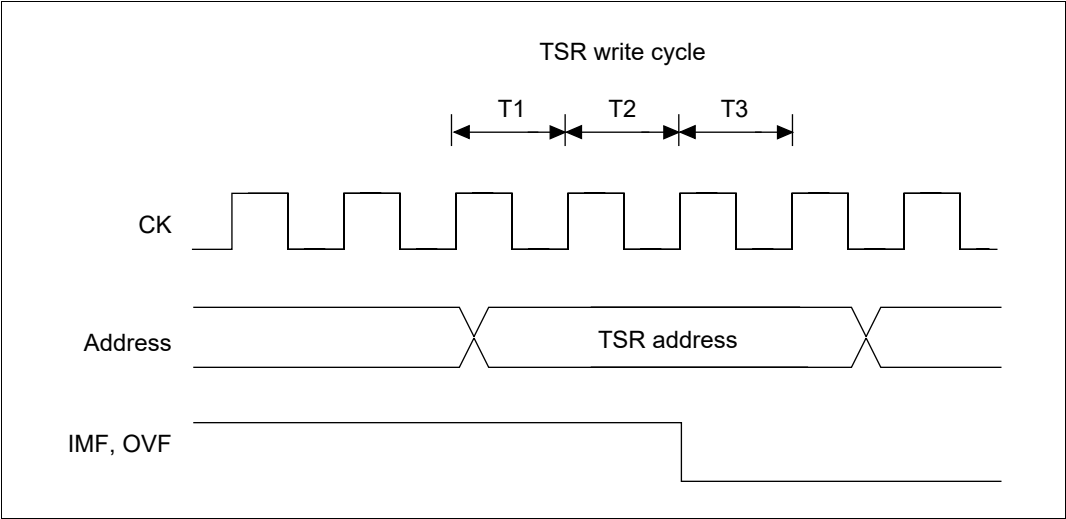 TSR write cycle
T1 T2 T3
CK
Address TSR address
IMF, OVF